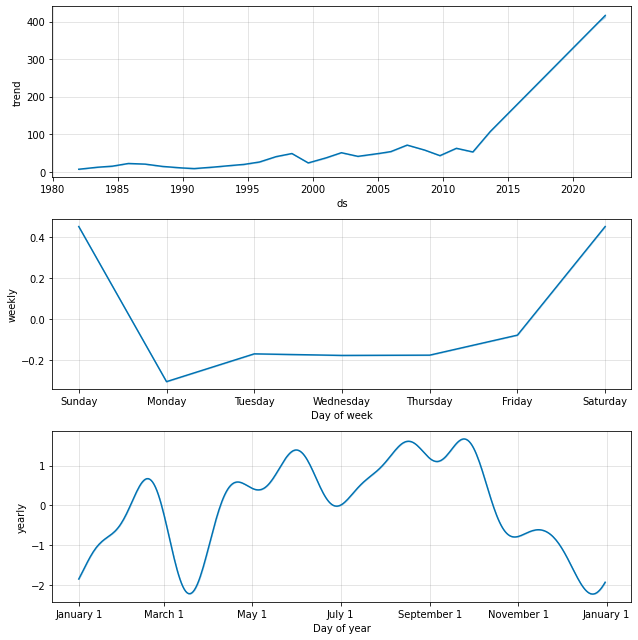 400
300
200
100
0
trend
1980 1985 1990 1995 2000 2005 2010 2015 2020
ds
0.4
0.2
0.0
−0.2
weekly
Sunday Monday Tuesday Wednesday Thursday Friday Saturday
Day of week
1
0
−1
−2
yearly
January 1 March 1 May 1 July 1 September 1 November 1 January 1
Day of year